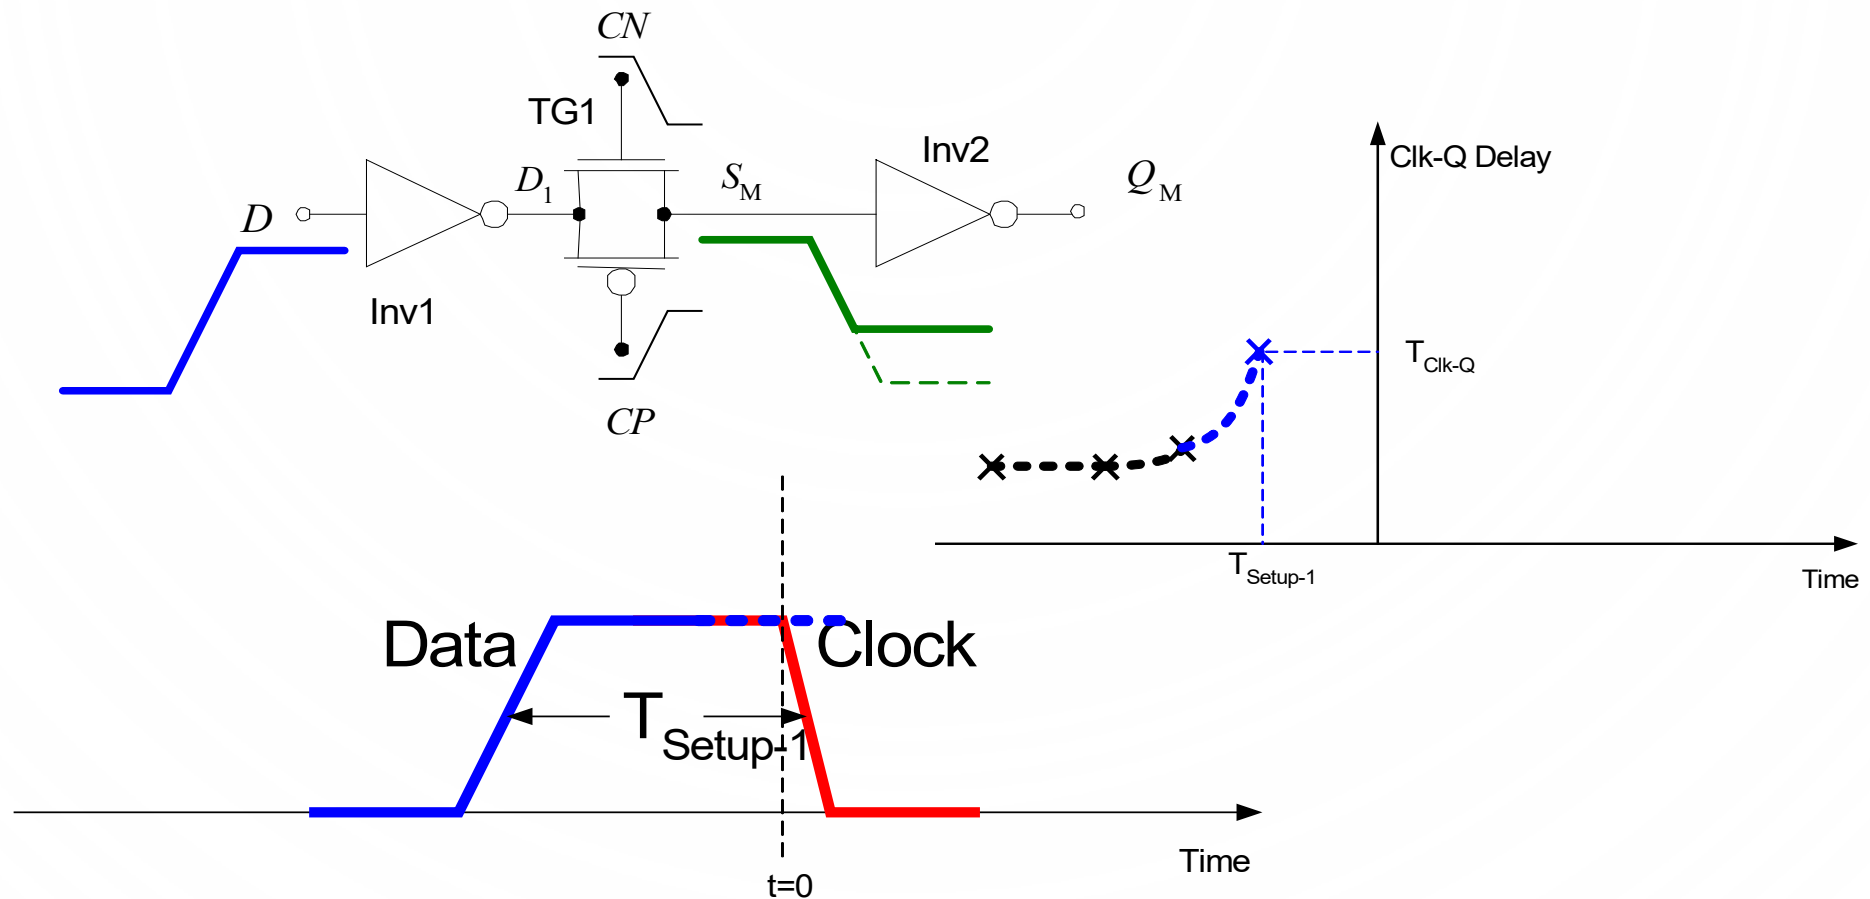 CN
TG1
Inv2
Clk-Q Delay
D
D1
SM
QM
Inv1
TClk-Q
CP
TSetup-1
Time
Data
Clock
TSetup-1
Time
t=0